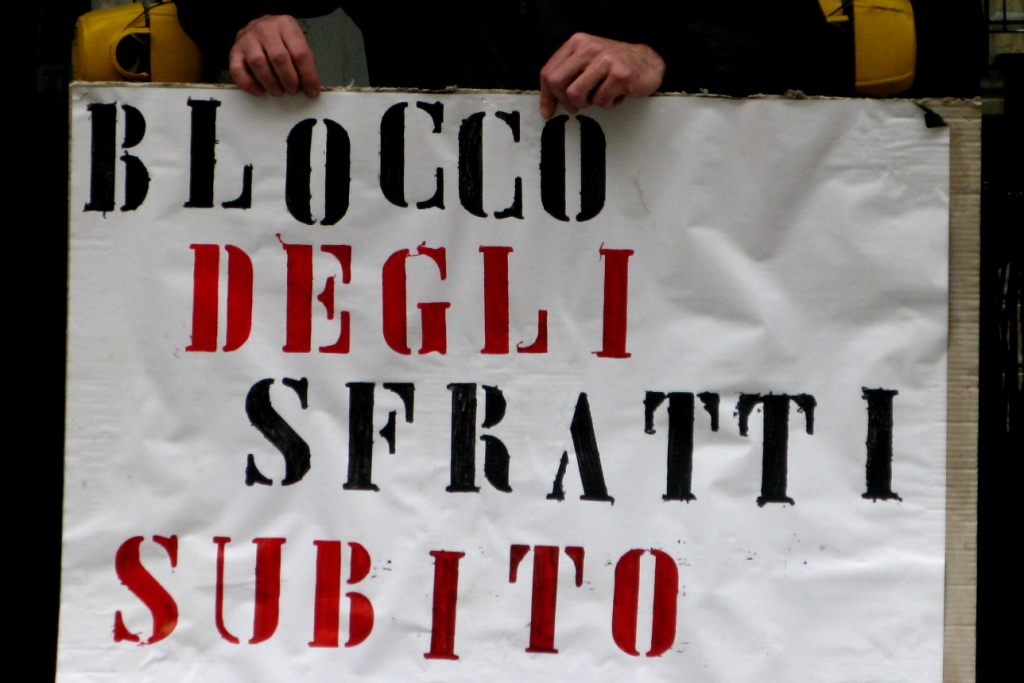 BLOCCO
DEGLI
SFRATTI
SUBITO